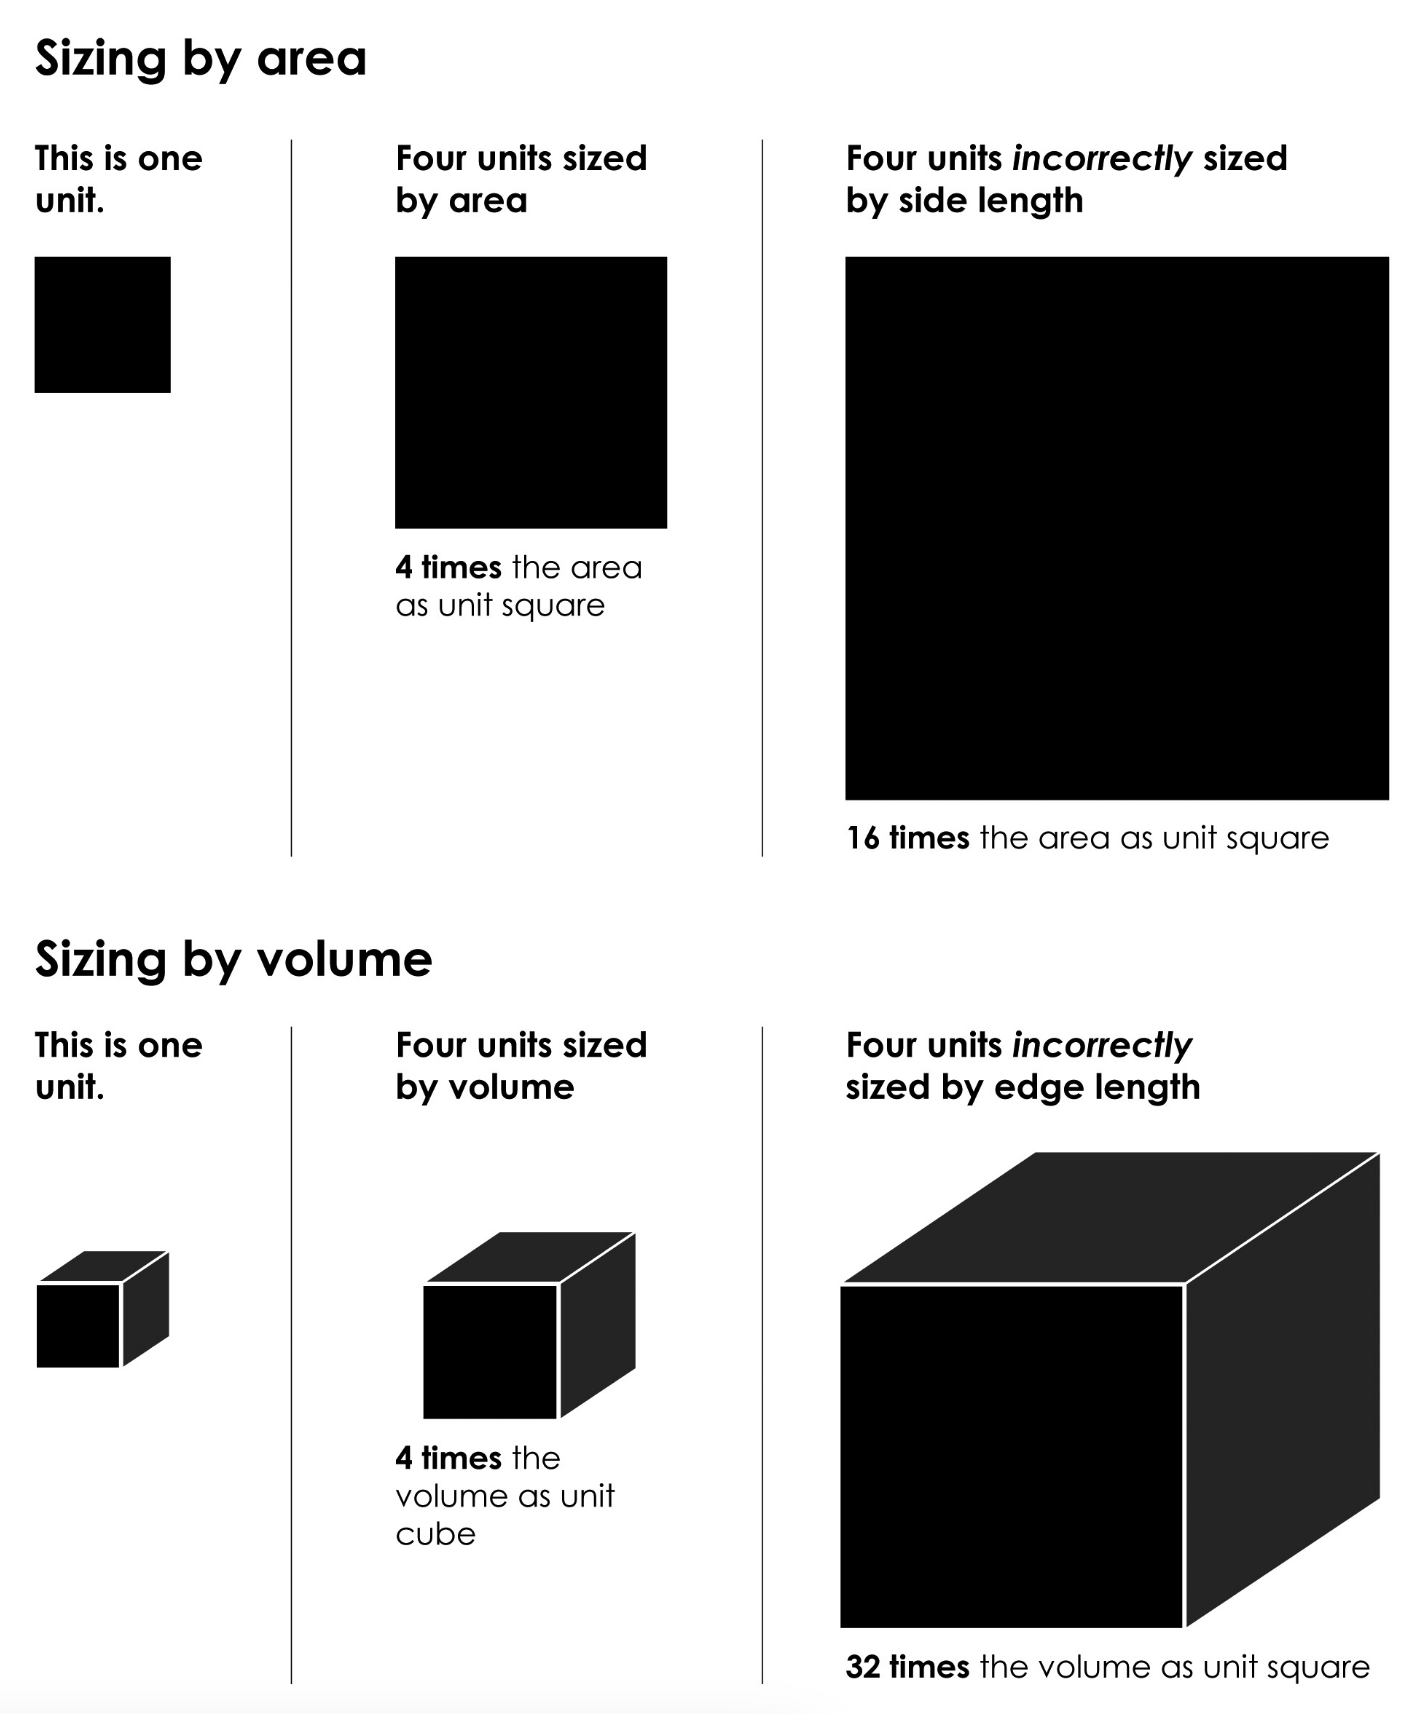 Sizing by area
This is one
unit.
Four units sized
by area
4 times the area
as unit square
Four units incorrectly sized
by side length
16 times the area as unit square
Sizing by volume
This is one
unit.
Four units sized
by volume
4 times the
volume as unit
cube
Four units incorrectly
sized by edge length
32 times the volume as unit square